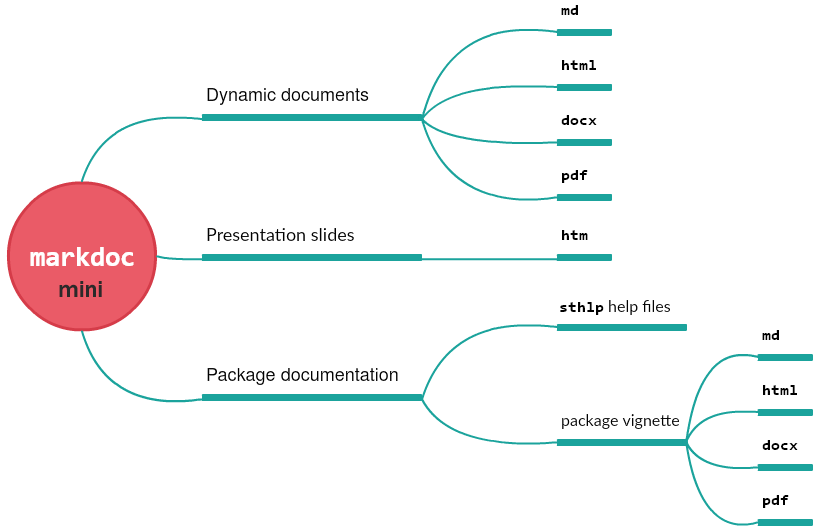 markdoc
mini
Dynamic documents
md
html
docx
pdf
Presentation slides
htm
Package documentation
sthlp help files
package vignette
md
html
docx
pdf